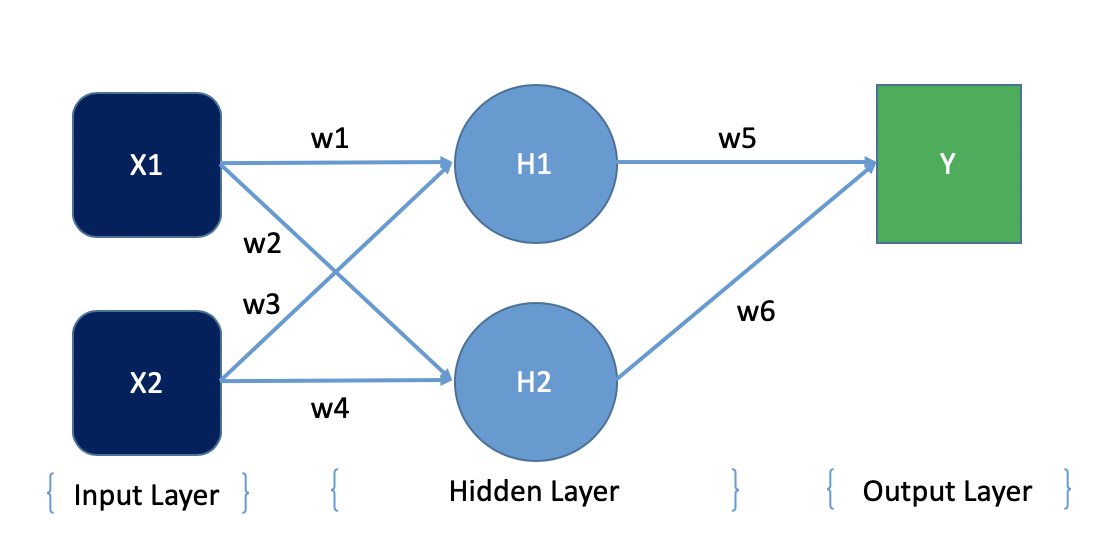 w1
w5
X1
H1
Y
w2
w3
w6
X2
H2
w4
{ Input Layer }
{ Hidden Layer }
{ Output Layer }